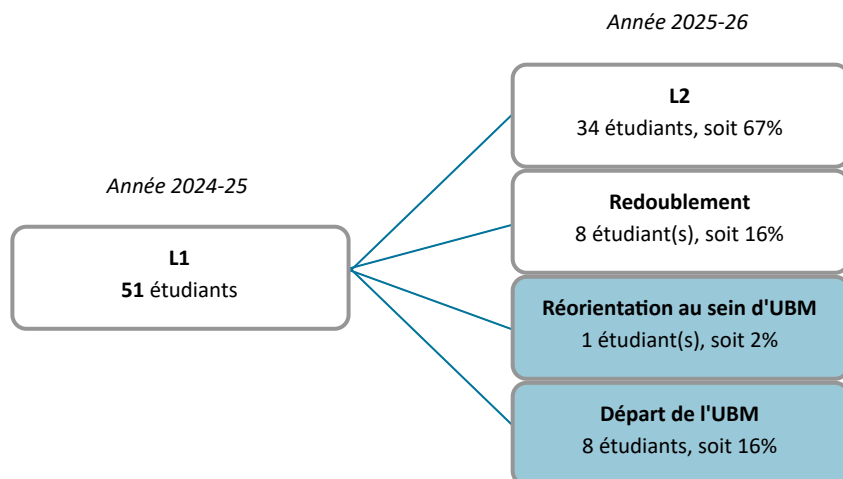 Année 2025-26
L2
34 étudiants, soit 67%
Année 2024-25
Redoublement
8 étudiant(s), soit 16%
L1
51 étudiants
Réorientation au sein d'UBM
1 étudiant(s), soit 2%
Départ de l'UBM
8 étudiants, soit 16%